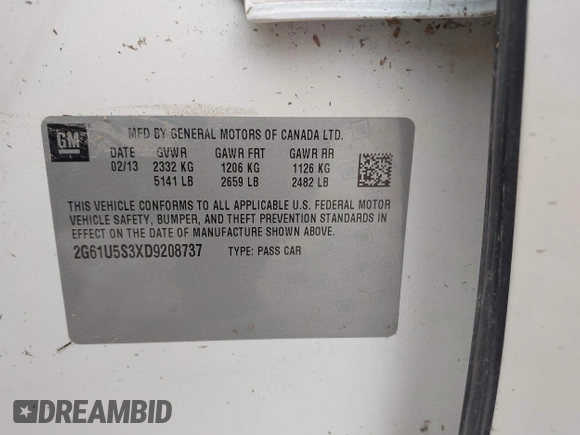 GM
MFD BY GENERAL MOTORS OF CANADA LTD.
DATE GVWR GAWR FRT GAWR RR
02/13 2332 KG 1206 KG 1126 KG
5141 LB 2659 LB 2482 LB
THIS VEHICLE CONFORMS TO ALL APPLICABLE U.S. FEDERAL MOTOR
VEHICLE SAFETY, BUMPER, AND THEFT PREVENTION STANDARDS IN
EFFECT ON THE DATE OF MANUFACTURE SHOWN ABOVE.
2G61U5S3XD9208737 TYPE: PASS CAR
DREAMBID